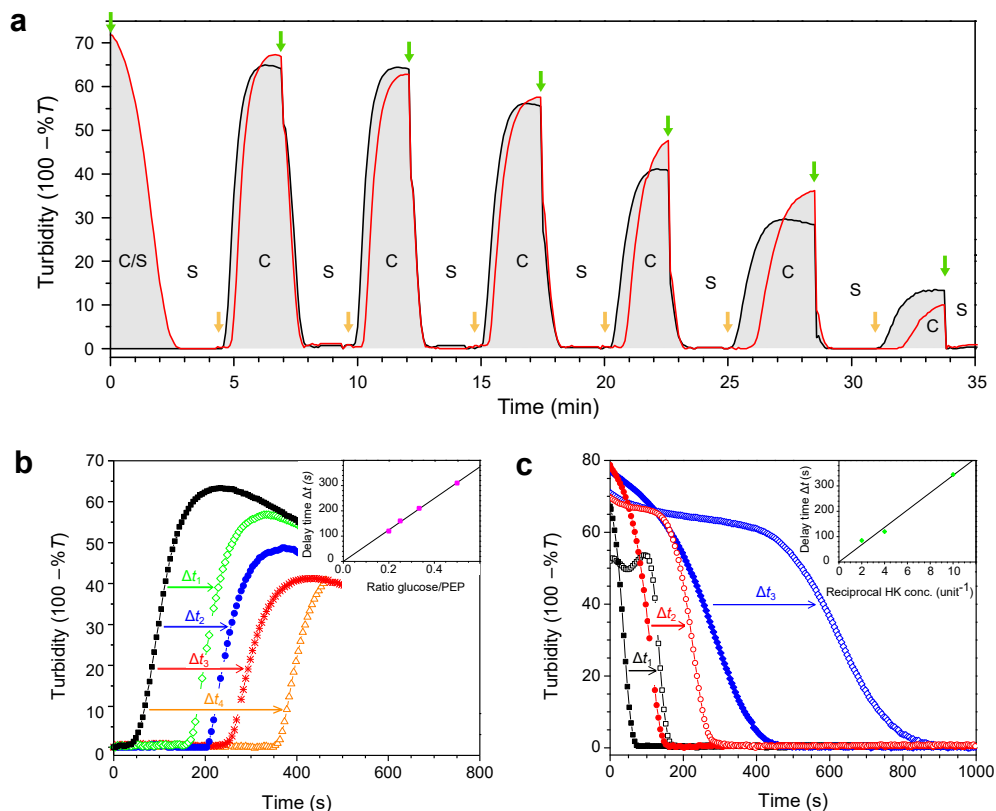 a
Turbidity (100 –%T)
70
60
50
40
30
20
10
0
C/S
S
C
S
C
S
C
S
C
S
C
S
C
S
0
5
10
15
20
25
30
35
Time (min)
b
Turbidity (100 –%T)
70
60
50
40
30
20
10
0
Δt1
Δt2
Δt3
Δt4
0
200
400
600
800
Time (s)
Delay time Δt (s)
300
200
100
0
0.0
0.2
0.4
Ratio glucose/PEP
c
Turbidity (100 –%T)
80
60
40
20
0
Δt3
Δt2
Δt1
0
200
400
600
800
1000
Time (s)
Delay time Δt (s)
300
200
100
0
0
2
4
6
8
10
Reciprocal HK conc. (unit⁻¹)